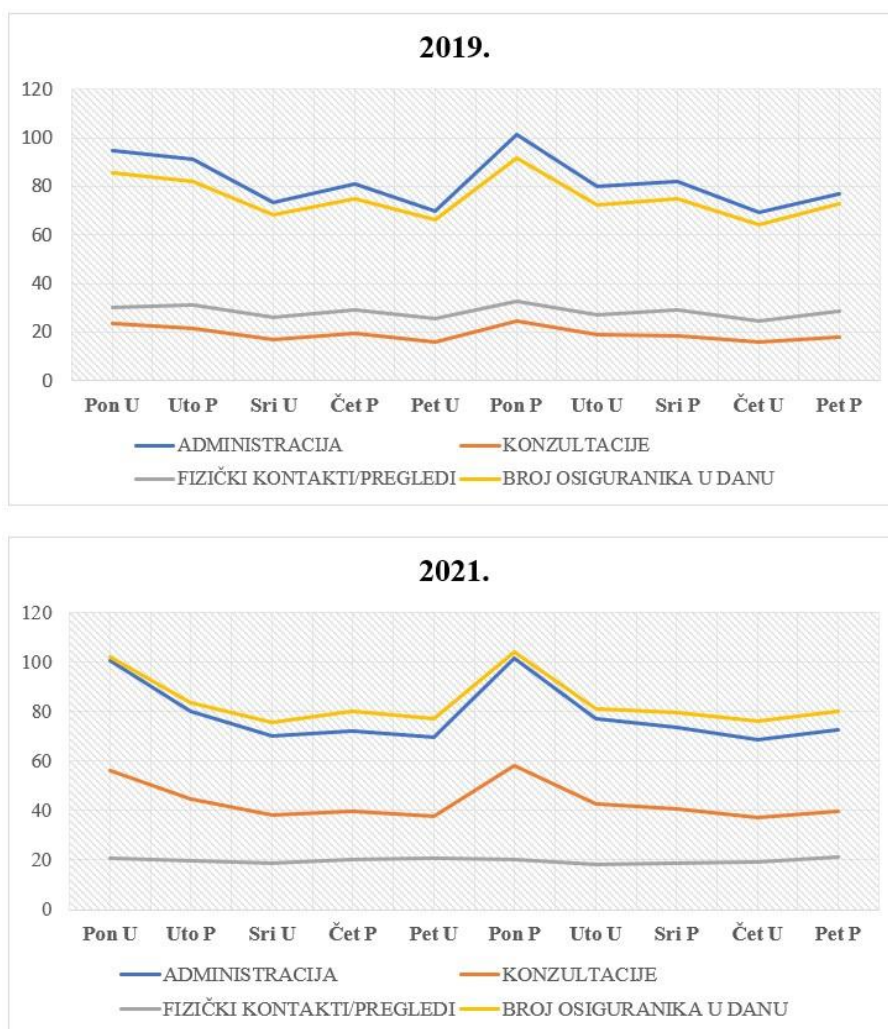 2019.
120
100
80
60
40
20
0
Pon U Uto P Sri U Čet P Pet U Pon P Uto U Sri P Čet U Pet P
ADMINISTRACIJA KONZULTACIJE
FIZIČKI KONTAKTI/PREGLEDI BROJ OSIGURANIKA U DANU
2021.
120
100
80
60
40
20
0
Pon U Uto P Sri U Čet P Pet U Pon P Uto U Sri P Čet U Pet P
ADMINISTRACIJA KONZULTACIJE
FIZIČKI KONTAKTI/PREGLEDI BROJ OSIGURANIKA U DANU